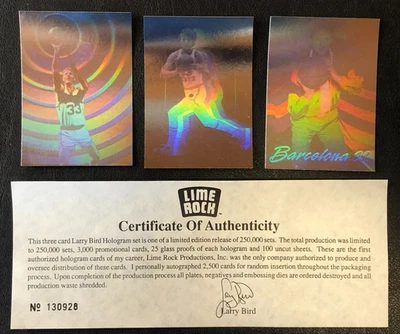 33
Barcelona 92
LIME
ROCK
Certificate Of Authenticity
This three card Larry Bird Hologram set is one of a limited edition release of 250,000 sets. The total production was limited
to 250,000 sets, 3,000 promotional cards, 25 glass proofs of each hologram and 100 uncut sheets. These are the first
authorized hologram cards of my career, Lime Rock Productions, Inc. was the only company authorized to produce and
oversee distribution of these cards. I personally autographed 2,500 cards for random insertion throughout the packaging
process. Upon completion of the production process all plates, negatives and embossing dies are ordered destroyed and all
production waste shredded.
Larry Bird
Nº 130928
Larry Bird